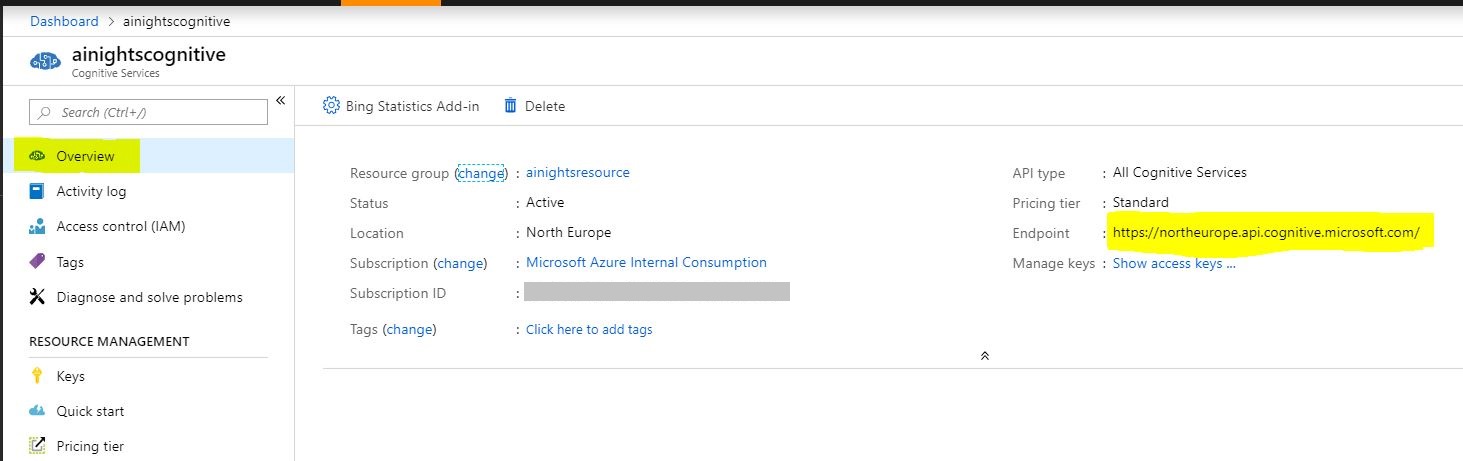 Dashboard > ainightscognitive
ainightscognitive
Cognitive Services
Search (Ctrl+/)
«
Overview
Activity log
Access control (IAM)
Tags
Diagnose and solve problems
RESOURCE MANAGEMENT
Keys
Quick start
Pricing tier
Bing Statistics Add-in Delete
Resource group (change) : ainightsresource
Status : Active
Location : North Europe
Subscription (change) : Microsoft Azure Internal Consumption
Subscription ID :
Tags (change) : Click here to add tags
API type : All Cognitive Services
Pricing tier : Standard
Endpoint : https://northeurope.api.cognitive.microsoft.com/
Manage keys : Show access keys ...